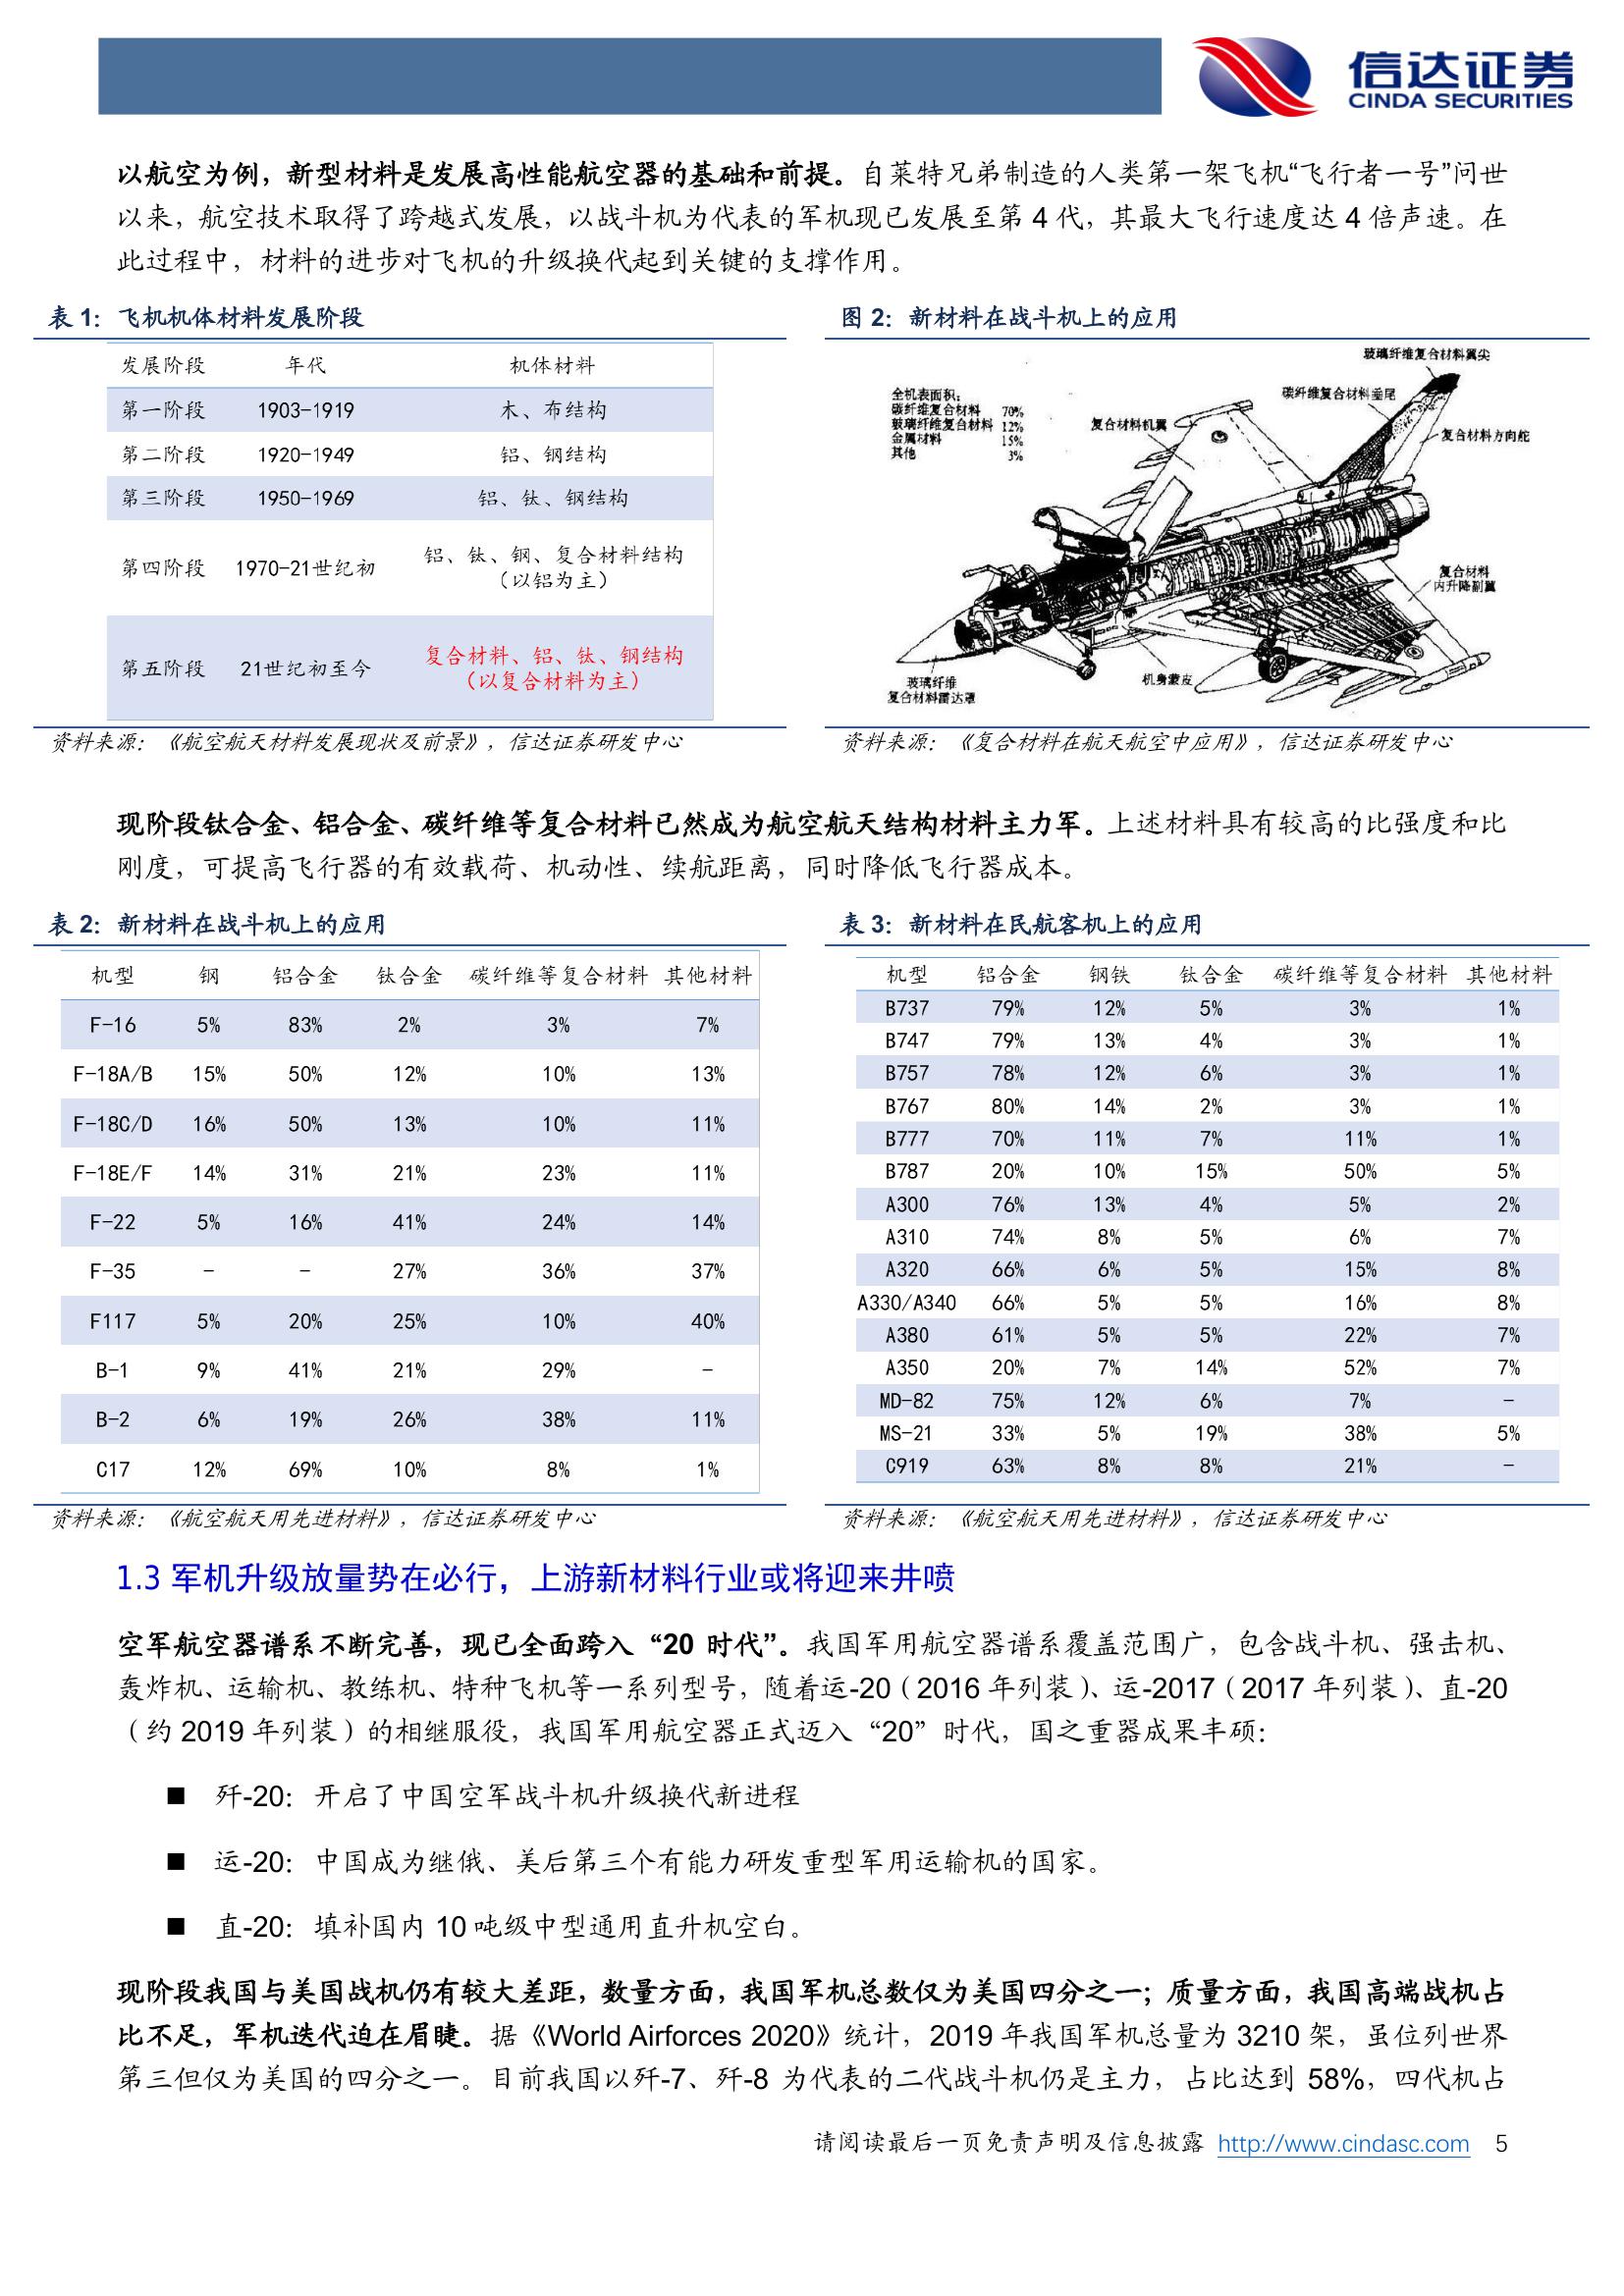 信达证券
CINDA SECURITIES
以航空为例，新型材料是发展高性能航空器的基础和前提。自莱特兄弟制造的人类第一架飞机“飞行者一号”问世
以来，航空技术取得了跨越式发展，以战斗机为代表的军机现已发展至第 4 代，其最大飞行速度达 4 倍声速。在
此过程中，材料的进步对飞机的升级换代起到关键的支撑作用。
表 1：飞机机体材料发展阶段
发展阶段 年代 机体材料
第一阶段 1903-1919 木、布结构
第二阶段 1920-1949 铝、钢结构
第三阶段 1950-1969 铝、钛、钢结构
第四阶段 1970-21世纪初 铝、钛、钢、复合材料结构
（以铝为主）
第五阶段 21世纪初至今 复合材料、铝、钛、钢结构
（以复合材料为主）
资料来源：《航空航天材料发展现状及前景》，信达证券研发中心
图 2：新材料在战斗机上的应用
玻璃纤维复合材料翼尖
碳纤维复合材料垂尾
全机表面积：
碳纤维复合材料 70%
玻璃纤维复合材料 12%
金属材料 15%
其他 3%
复合材料机翼
复合材料方向舵
复合材料
内升降副翼
机身蒙皮
玻璃纤维
复合材料雷达罩
资料来源：《复合材料在航天航空中应用》，信达证券研发中心
现阶段钛合金、铝合金、碳纤维等复合材料已然成为航空航天结构材料主力军。上述材料具有较高的比强度和比
刚度，可提高飞行器的有效载荷、机动性、续航距离，同时降低飞行器成本。
表 2：新材料在战斗机上的应用
机型 钢 铝合金 钛合金 碳纤维等复合材料 其他材料
F-16 5% 83% 2% 3% 7%
F-18A/B 15% 50% 12% 10% 13%
F-18C/D 16% 50% 13% 10% 11%
F-18E/F 14% 31% 21% 23% 11%
F-22 5% 16% 41% 24% 14%
F-35 - - 27% 36% 37%
F117 5% 20% 25% 10% 40%
B-1 9% 41% 21% 29% -
B-2 6% 19% 26% 38% 11%
C17 12% 69% 10% 8% 1%
资料来源：《航空航天用先进材料》，信达证券研发中心
表 3：新材料在民航客机上的应用
机型 铝合金 钢铁 钛合金 碳纤维等复合材料 其他材料
B737 79% 12% 5% 3% 1%
B747 79% 13% 4% 3% 1%
B757 78% 12% 6% 3% 1%
B767 80% 14% 2% 3% 1%
B777 70% 11% 7% 11% 1%
B787 20% 10% 15% 50% 5%
A300 76% 13% 4% 5% 2%
A310 74% 8% 5% 6% 7%
A320 66% 6% 5% 15% 8%
A330/A340 66% 5% 5% 16% 8%
A380 61% 5% 5% 22% 7%
A350 20% 7% 14% 52% 7%
MD-82 75% 12% 6% 7% -
MS-21 33% 5% 19% 38% 5%
C919 63% 8% 8% 21% -
资料来源：《航空航天用先进材料》，信达证券研发中心
1.3 军机升级放量势在必行，上游新材料行业或将迎来井喷
空军航空器谱系不断完善，现已全面跨入“20 时代”。我国军用航空器谱系覆盖范围广，包含战斗机、强击机、
轰炸机、运输机、教练机、特种飞机等一系列型号，随着运-20（2016 年列装）、运-2017（2017 年列装）、直-20
（约 2019 年列装）的相继服役，我国军用航空器正式迈入“20”时代，国之重器成果丰硕：
■ 歼-20：开启了中国空军战斗机升级换代新进程
■ 运-20：中国成为继俄、美后第三个有能力研发重型军用运输机的国家。
■ 直-20：填补国内 10 吨级中型通用直升机空白。
现阶段我国与美国战机仍有较大差距，数量方面，我国军机总数仅为美国四分之一；质量方面，我国高端战机占
比不足，军机迭代迫在眉睫。据《World Airforces 2020》统计，2019 年我国军机总量为 3210 架，虽位列世界
第三但仅为美国的四分之一。目前我国以歼-7、歼-8 为代表的二代战斗机仍是主力，占比达到 58%，四代机占
请阅读最后一页免责声明及信息披露 http://www.cindasc.com 5